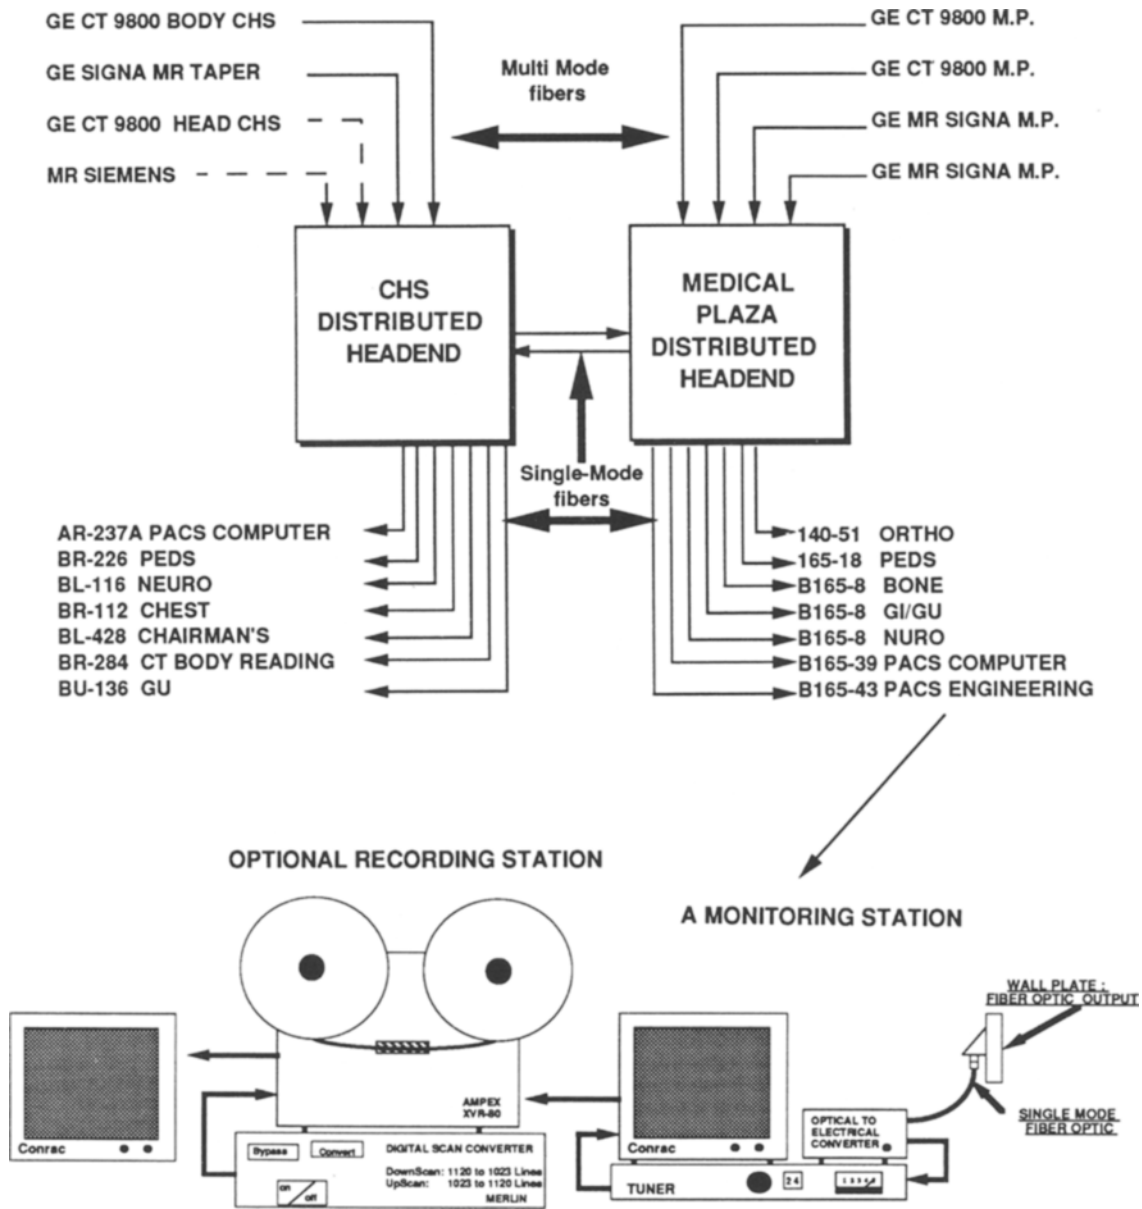 GE CT 9800 BODY CHS
GE SIGNA MR TAPER
GE CT 9800 HEAD CHS
MR SIEMENS
Multi Mode
fibers
GE CT 9800 M.P.
GE CT 9800 M.P.
GE MR SIGNA M.P.
GE MR SIGNA M.P.
CHS
DISTRIBUTED
HEADEND
MEDICAL
PLAZA
DISTRIBUTED
HEADEND
Single-Mode
fibers
AR-237A PACS COMPUTER
BR-226 PEDS
BL-116 NEURO
BR-112 CHEST
BL-428 CHAIRMAN'S
BR-284 CT BODY READING
BU-136 GU
140-51 ORTHO
165-18 PEDS
B165-8 BONE
B165-8 GI/GU
B165-8 NURO
B165-39 PACS COMPUTER
B165-43 PACS ENGINEERING
OPTIONAL RECORDING STATION
A MONITORING STATION
WALL PLATE :
FIBER OPTIC OUTPUT
SINGLE MODE
FIBER OPTIC
Conrac
AMPEX
XVR-80
Bypass
Convert
DIGITAL SCAN CONVERTER
DownScan: 1120 to 1023 Lines
UpScan: 1023 to 1120 Lines
MERLIN
on
off
Conrac
OPTICAL TO
ELECTRICAL
CONVERTER
TUNER
24